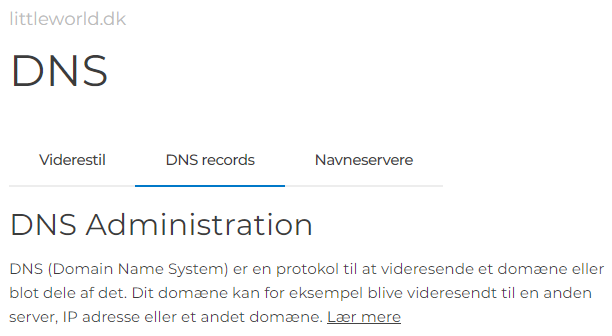 littleworld.dk
DNS
Viderestil DNS records Navneservere
DNS Administration
DNS (Domain Name System) er en protokol til at videresende et domæne eller
blot dele af det. Dit domæne kan for eksempel blive videresendt til en anden
server, IP adresse eller et andet domæne. Lær mere